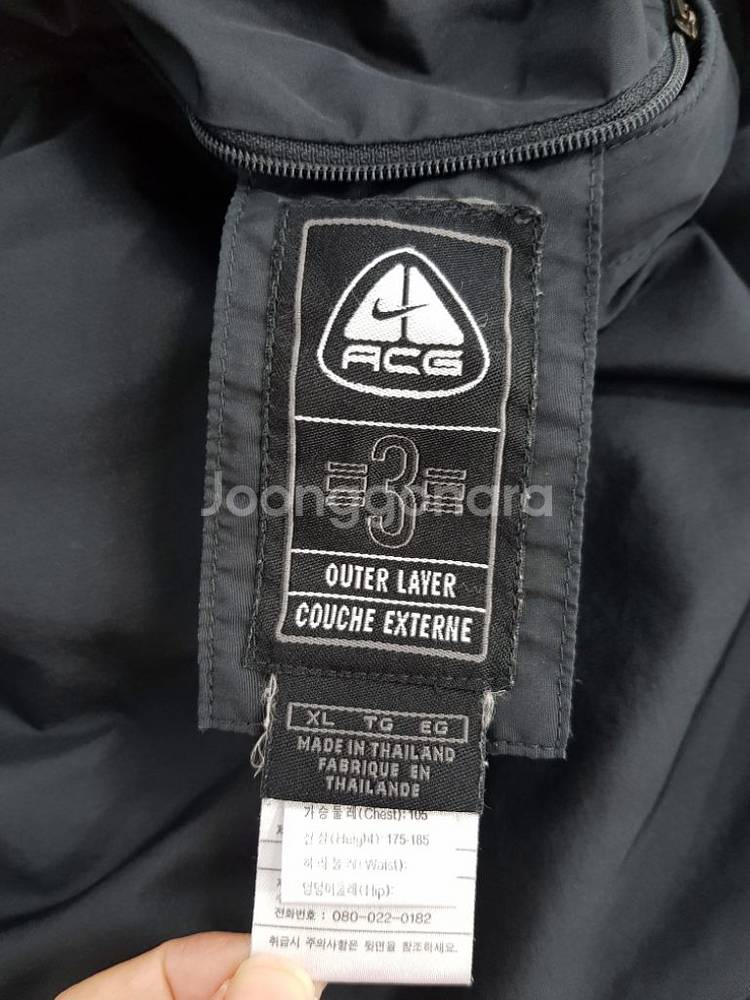 ACG
3
Joonggonara
OUTER LAYER
COUCHE EXTERNE
XL TG EG
MADE IN THAILAND
FABRIQUE EN
THAILANDE
가슴둘레(Chest): 105
신장(Height): 175-185
허리둘레(Waist):
엉덩이둘레(Hip):
전화번호 : 080-022-0182
취급시 주의사항은 뒷면을 참조하세요.